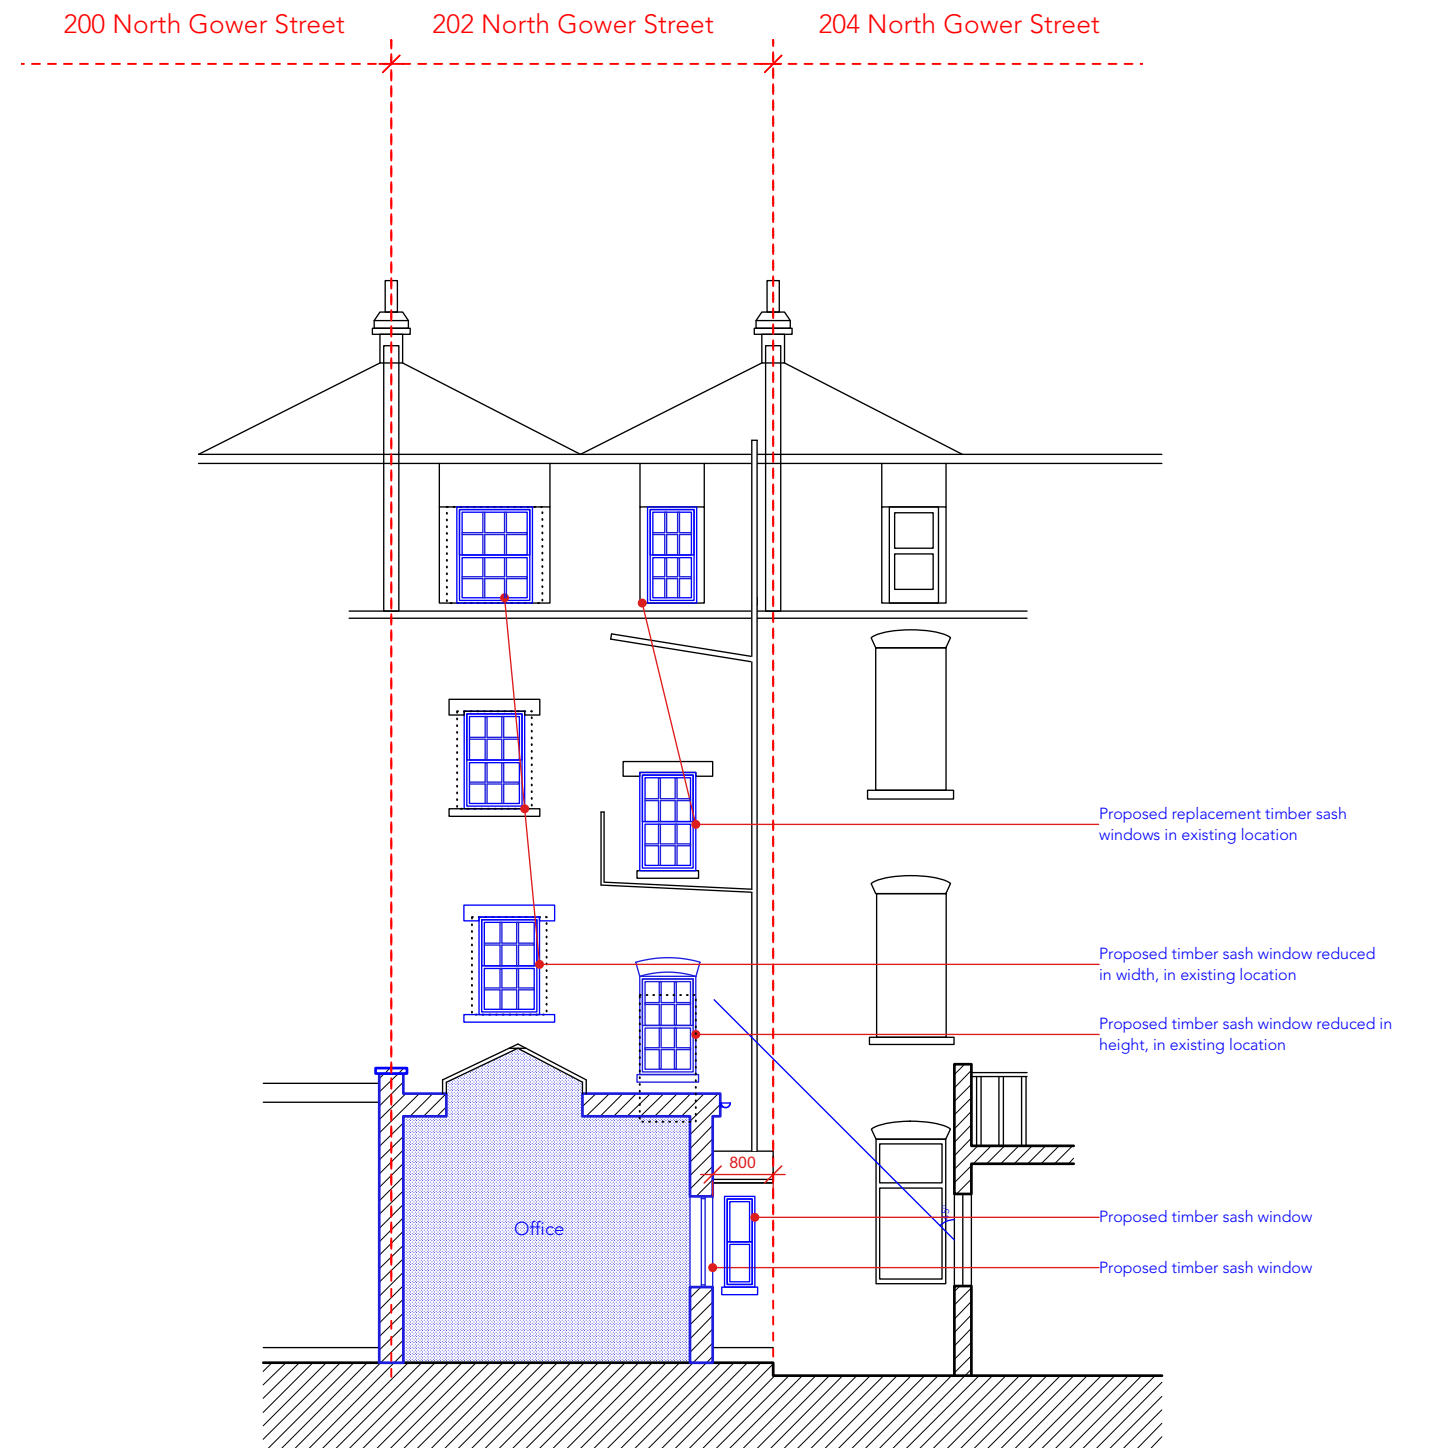 200 North Gower Street
202 North Gower Street
204 North Gower Street
Proposed replacement timber sash
windows in existing location
Proposed timber sash window reduced
in width, in existing location
Proposed timber sash window reduced in
height, in existing location
800
Office
Proposed timber sash window
Proposed timber sash window